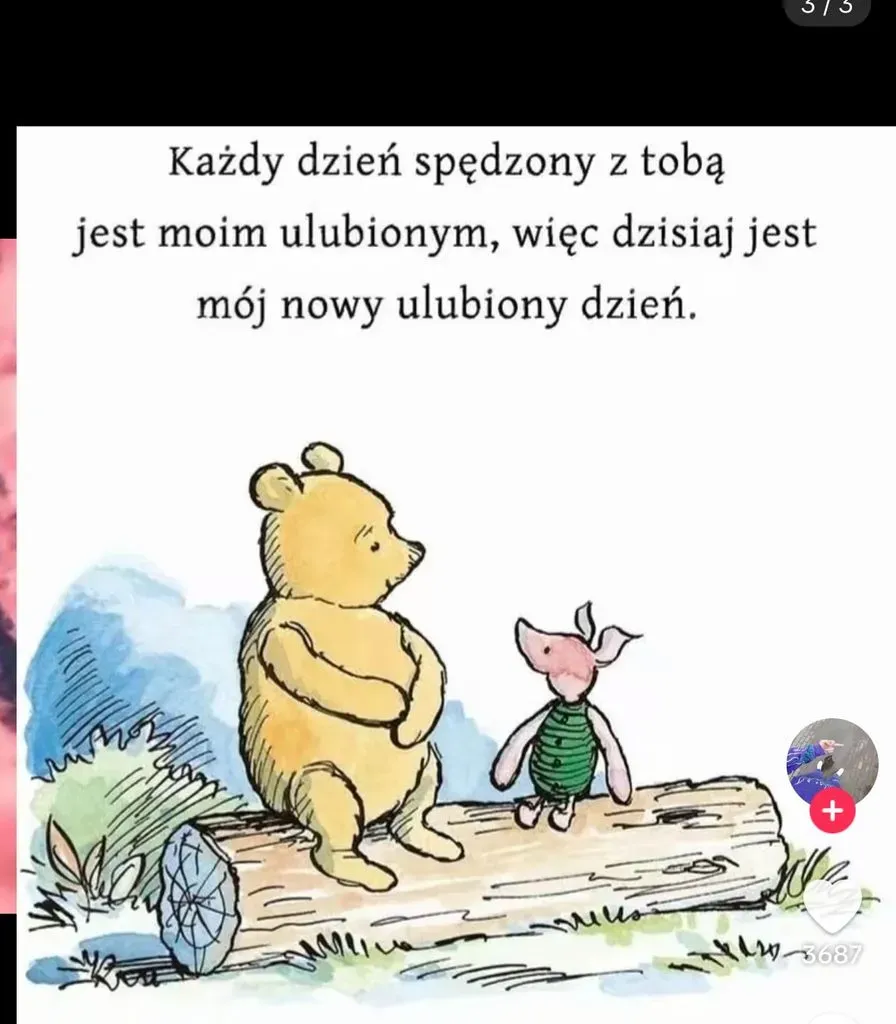 3/3
Każdy dzień spędzony z tobą
jest moim ulubionym, więc dzisiaj jest
mój nowy ulubiony dzień.
3687